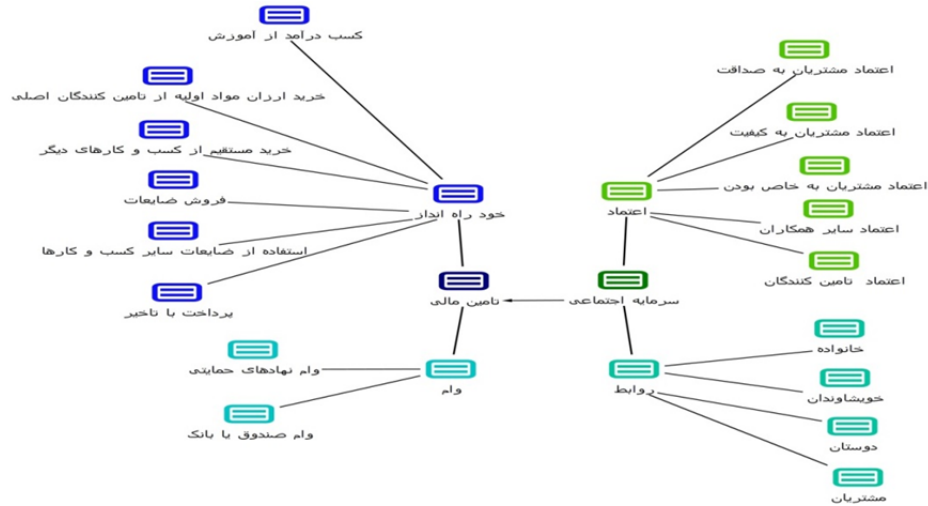 کسب درآمد از آموزش
خرید ارزان مواد اولیه از تامین کنندگان اصلی
خرید مستقیم از کسب و کارهای دیگر
فروش ضایعات
استفاده از ضایعات سایر کسب و کارها
پرداخت با تاخیر
خود راه انداز
تامین مالی
وام
وام نهادهای حمایتی
وام صندوق یا بانک
اعتماد مشتریان به صداقت
اعتماد مشتریان به کیفیت
اعتماد مشتریان به خاص بودن
اعتماد سایر همکاران
اعتماد تامین کنندگان
اعتماد
سرمایه اجتماعی
روابط
خانواده
خویشاوندان
دوستان
مشتریان